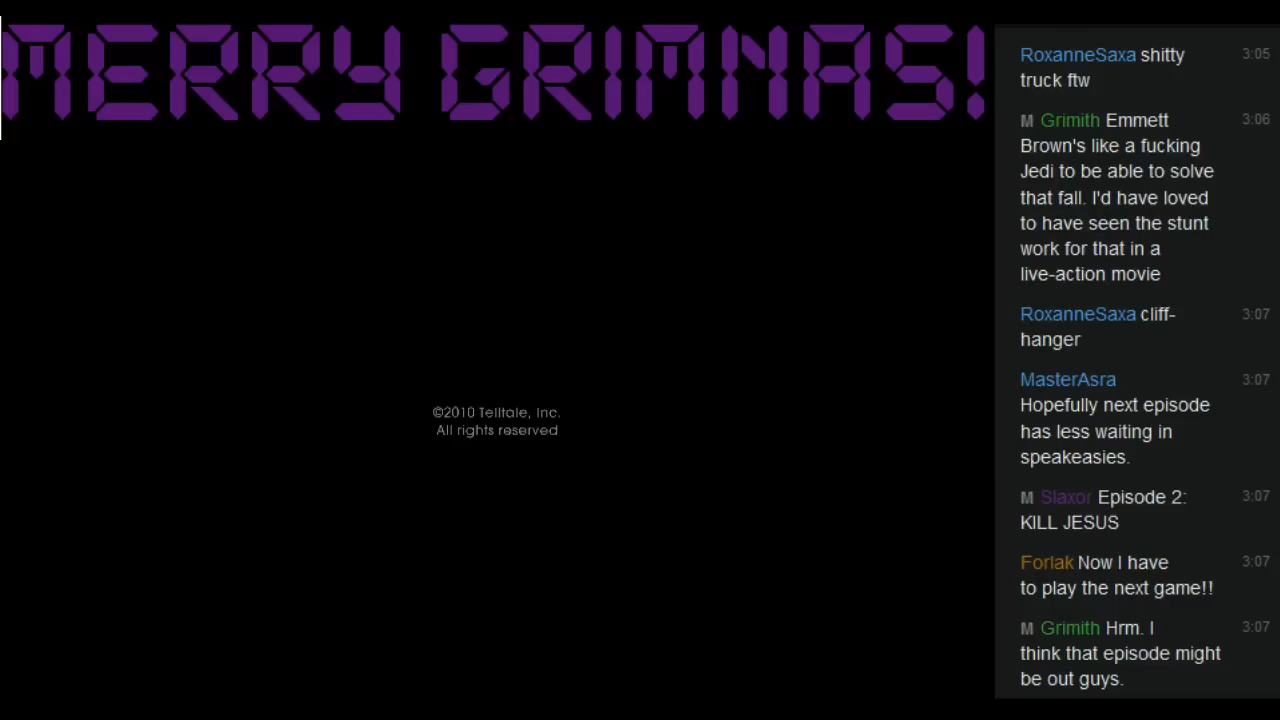 MERRY GRIMNAS!
©2010 Telltale, Inc.
All rights reserved
RoxanneSaxa shitty 3:05
truck ftw
M Grimith Emmett 3:06
Brown's like a fucking
Jedi to be able to solve
that fall. I'd have loved
to have seen the stunt
work for that in a
live-action movie
RoxanneSaxa cliff- 3:07
hanger
MasterAsra 3:07
Hopefully next episode
has less waiting in
speakeasies.
M Slaxor Episode 2: 3:07
KILL JESUS
Forlak Now I have 3:07
to play the next game!!
M Grimith Hrm. I 3:07
think that episode might
be out guys.